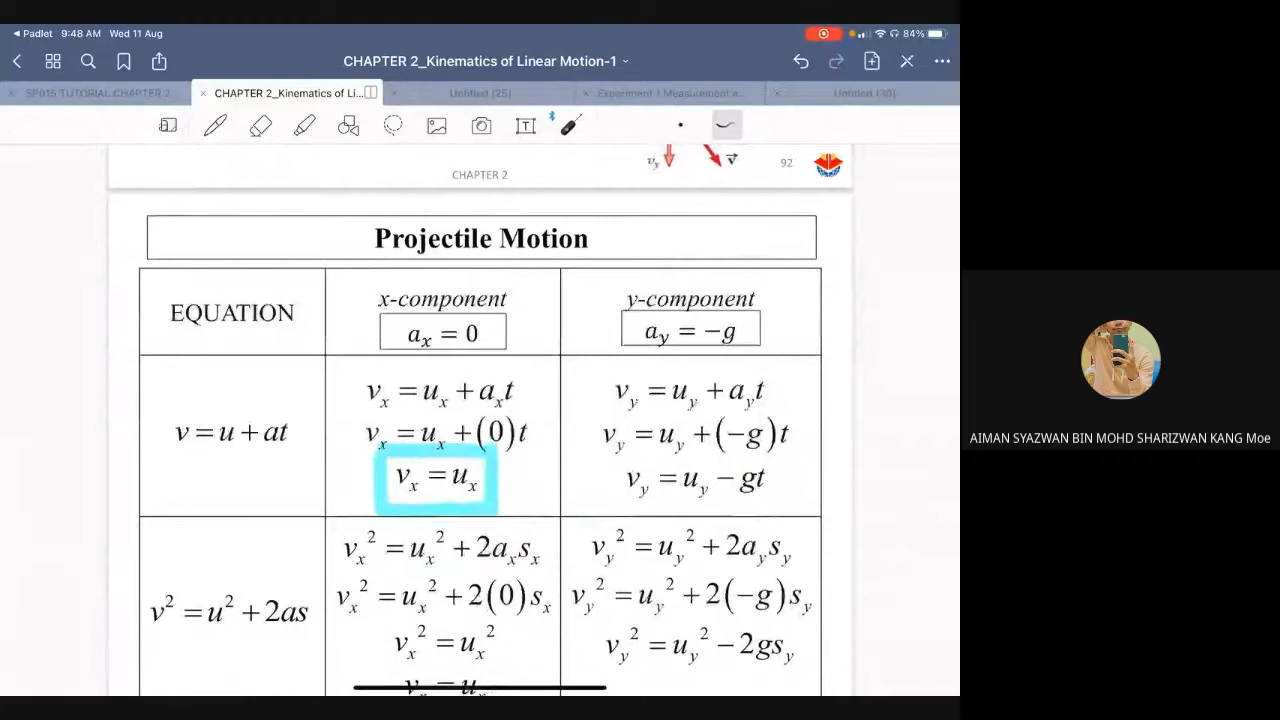 Padlet 9:48 AM Wed 11 Aug 84%
CHAPTER 2_Kinematics of Linear Motion-1
SP015 TUTORIAL CHAPTER 2 CHAPTER 2_Kinematics of Li... Untitled (25) Experiment 1 Measurement a... Untitled (30)
v_y v⃗ 92
CHAPTER 2
Projectile Motion
EQUATION
x-component
a_x = 0
y-component
a_y = −g
v = u + at
v_x = u_x + a_x t
v_x = u_x + (0)t
v_x = u_x
v_y = u_y + a_y t
v_y = u_y + (−g)t
v_y = u_y − gt
v² = u² + 2as
v_x² = u_x² + 2a_x s_x
v_x² = u_x² + 2(0)s_x
v_x² = u_x²
v_x = u_x
v_y² = u_y² + 2a_y s_y
v_y² = u_y² + 2(−g)s_y
v_y² = u_y² − 2gs_y
AIMAN SYAZWAN BIN MOHD SHARIZWAN KANG Moe